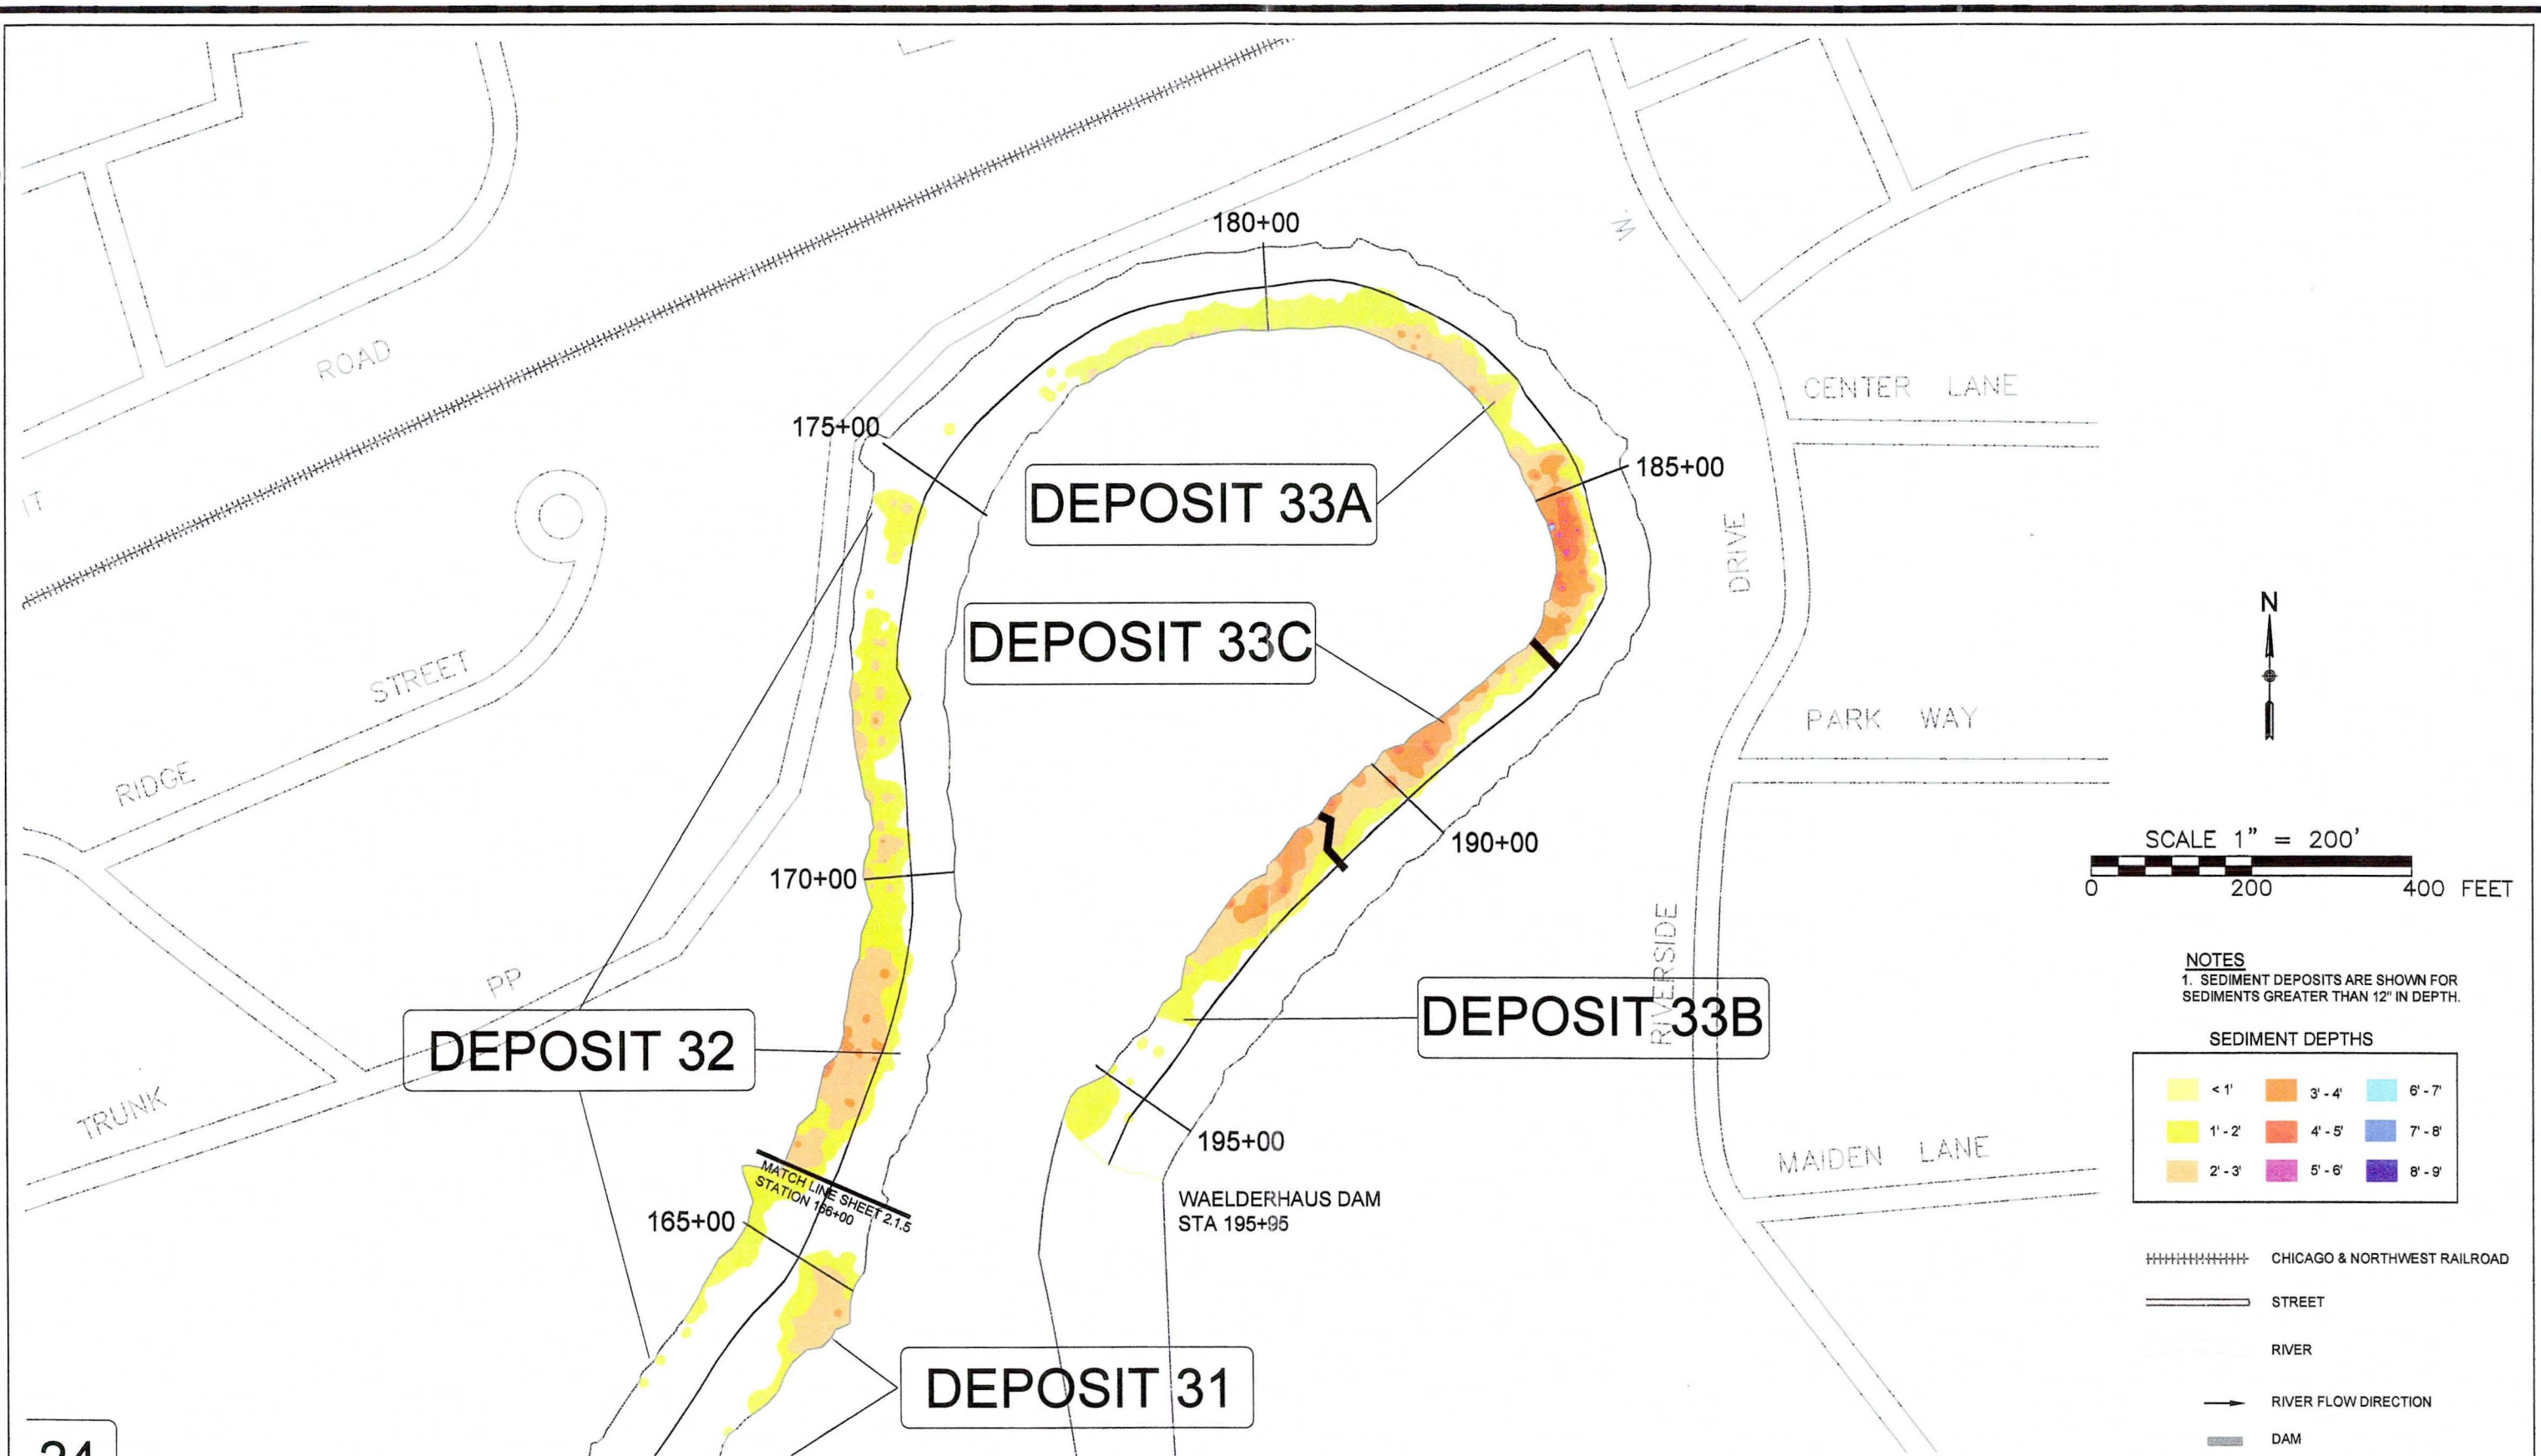 180+00
W.
ROAD
CENTER LANE
175+00
185+00
DEPOSIT 33A
IT
DRIVE
N
DEPOSIT 33C
STREET
PARK WAY
RIDGE
190+00
SCALE 1" = 200'
0 200 400 FEET
170+00
RIVERSIDE
PP
NOTES
1. SEDIMENT DEPOSITS ARE SHOWN FOR
SEDIMENTS GREATER THAN 12" IN DEPTH.
DEPOSIT 33B
DEPOSIT 32
SEDIMENT DEPTHS
< 1' 3' - 4' 6' - 7'
1' - 2' 4' - 5' 7' - 8'
2' - 3' 5' - 6' 8' - 9'
TRUNK
195+00
MAIDEN LANE
MATCH LINE SHEET 2.1.5
STATION 166+00
WAELDERHAUS DAM
STA 195+95
165+00
CHICAGO & NORTHWEST RAILROAD
STREET
RIVER
DEPOSIT 31
RIVER FLOW DIRECTION
DAM